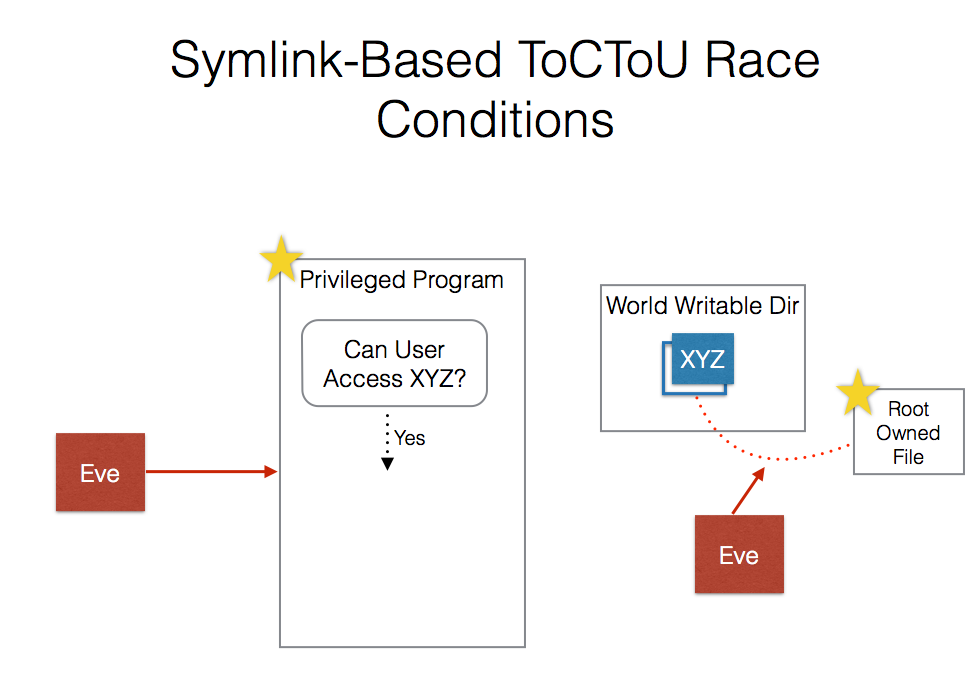 Symlink-Based ToCToU Race
Conditions
Privileged Program
Can User
Access XYZ?
Yes
Eve
World Writable Dir
XYZ
Root
Owned
File
Eve